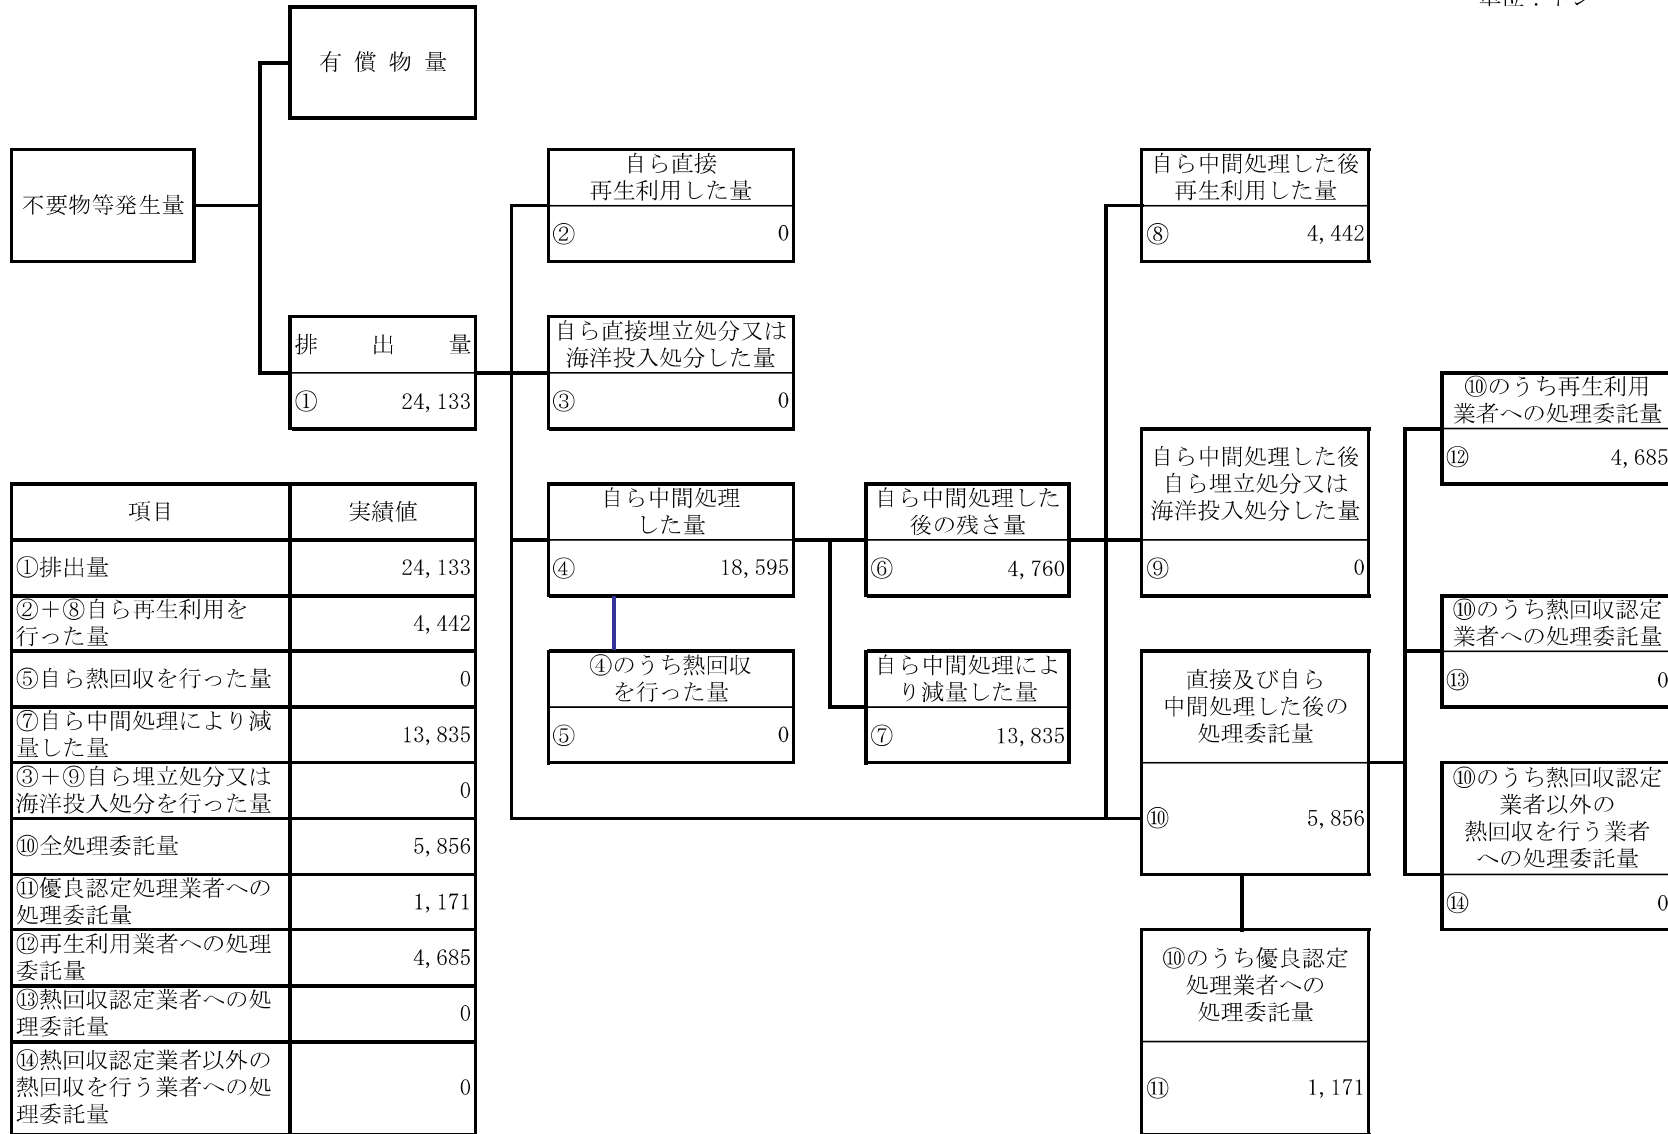 有償物量
不要物等発生量
排出量
① 24,133
自ら直接
再生利用した量
② 0
自ら直接埋立処分又は
海洋投入処分した量
③ 0
自ら中間処理
した量
④ 18,595
④のうち熱回収
を行った量
⑤ 0
自ら中間処理した
後の残さ量
⑥ 4,760
自ら中間処理によ
り減量した量
⑦ 13,835
自ら中間処理した後
再生利用した量
⑧ 4,442
自ら中間処理した後
自ら埋立処分又は
海洋投入処分した量
⑨ 0
直接及び自ら
中間処理した後の
処理委託量
⑩ 5,856
⑩のうち優良認定
処理業者への
処理委託量
⑪ 1,171
⑩のうち再生利用
業者への処理委託量
⑫ 4,685
⑩のうち熱回収認定
業者への処理委託量
⑬ 0
⑩のうち熱回収認定
業者以外の
熱回収を行う業者
への処理委託量
⑭ 0
項目 実績値
①排出量 24,133
②＋⑧自ら再生利用を
行った量 4,442
⑤自ら熱回収を行った量 0
⑦自ら中間処理により減
量した量 13,835
③＋⑨自ら埋立処分又は
海洋投入処分を行った量 0
⑩全処理委託量 5,856
⑪優良認定処理業者への
処理委託量 1,171
⑫再生利用業者への処理
委託量 4,685
⑬熱回収認定業者への処
理委託量 0
⑭熱回収認定業者以外の
熱回収を行う業者への処
理委託量 0